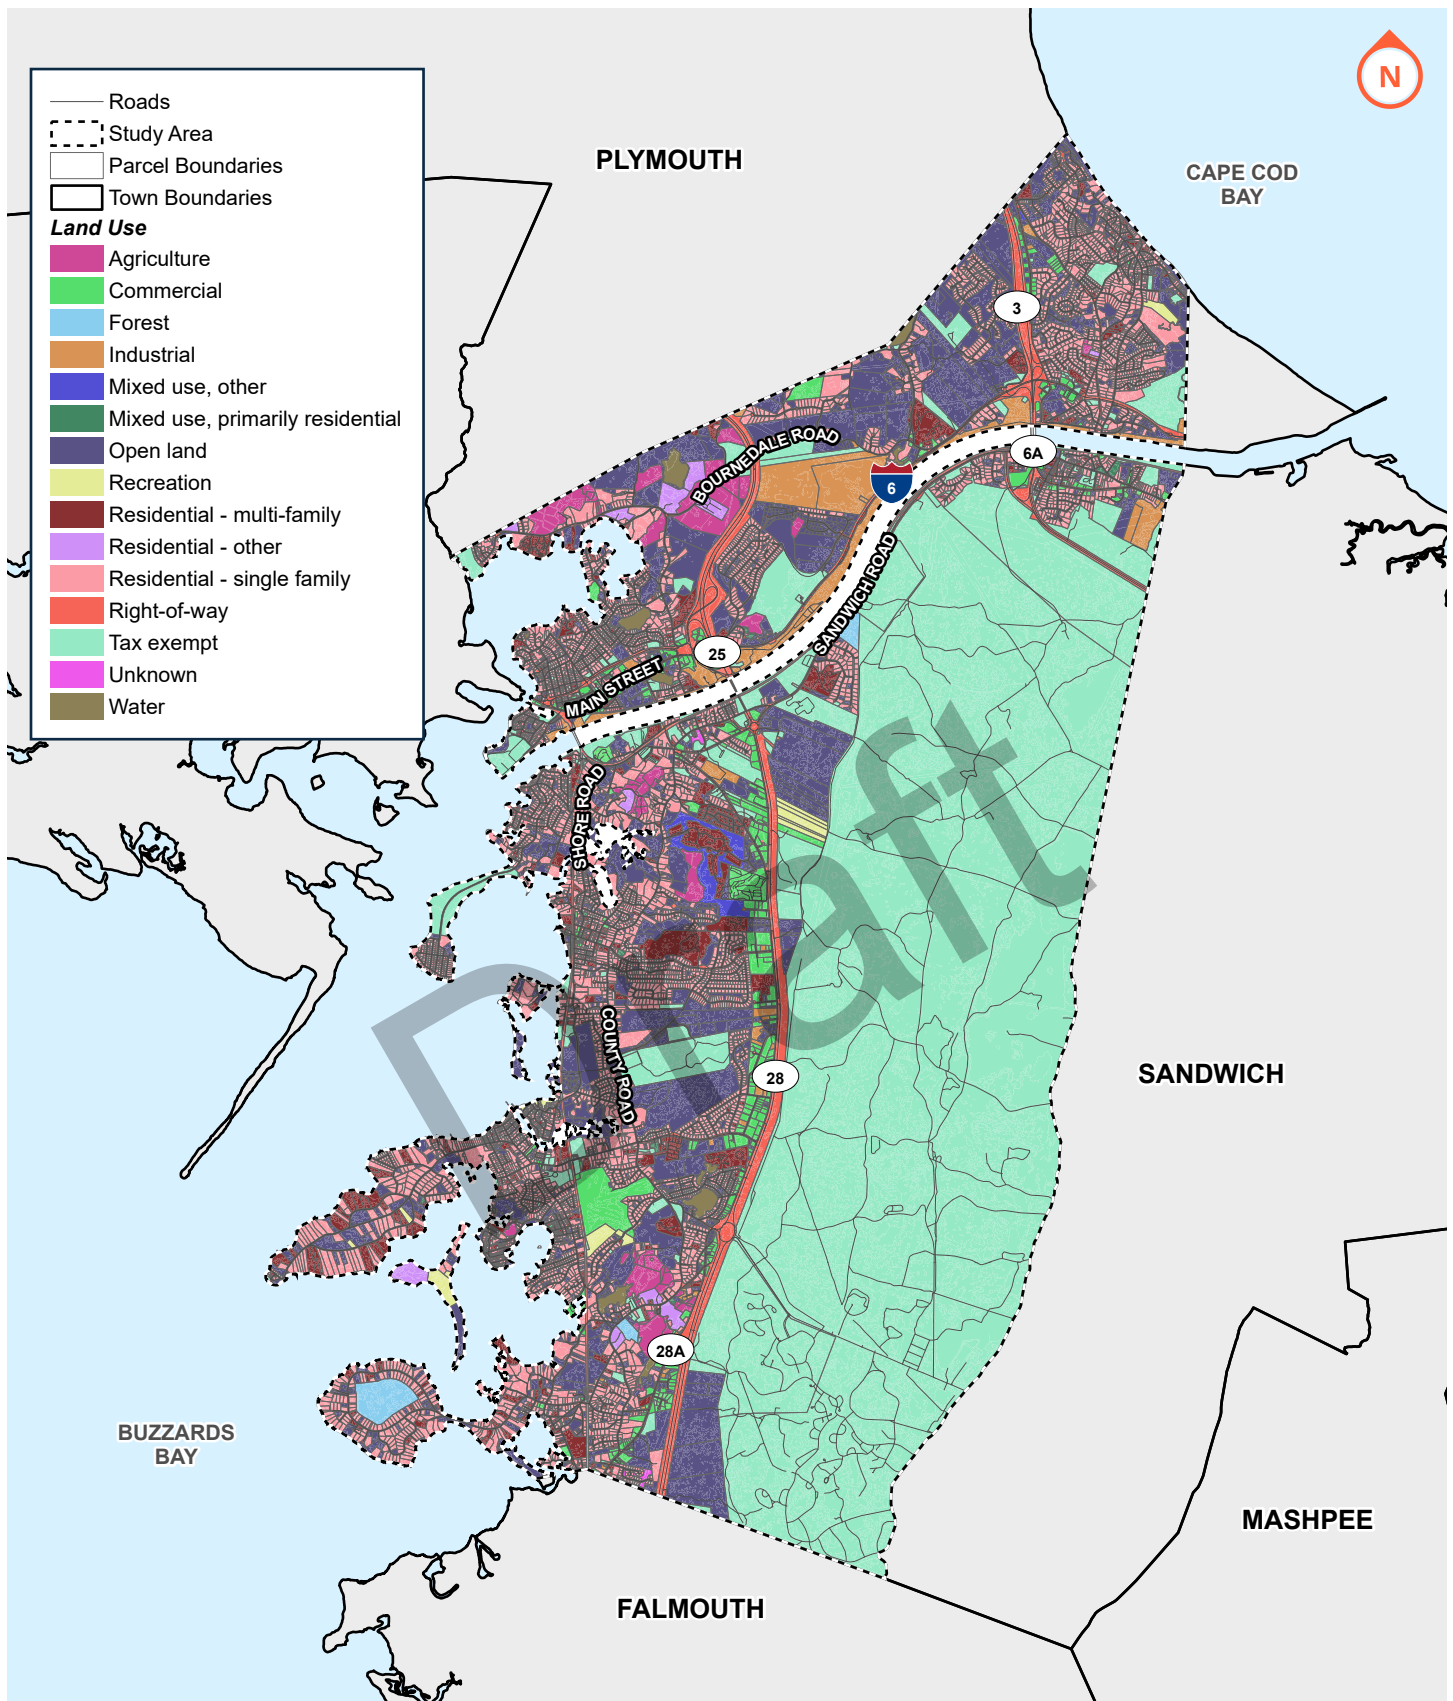 N
Roads
Study Area
Parcel Boundaries
Town Boundaries
Land Use
Agriculture
Commercial
Forest
Industrial
Mixed use, other
Mixed use, primarily residential
Open land
Recreation
Residential - multi-family
Residential - other
Residential - single family
Right-of-way
Tax exempt
Unknown
Water
PLYMOUTH
CAPE COD
BAY
3
BOURNEDALE ROAD
6A
6
SANDWICH ROAD
25
MAIN STREET
SHORE ROAD
Draft
COUNTY ROAD
28
SANDWICH
28A
BUZZARDS
BAY
MASHPEE
FALMOUTH